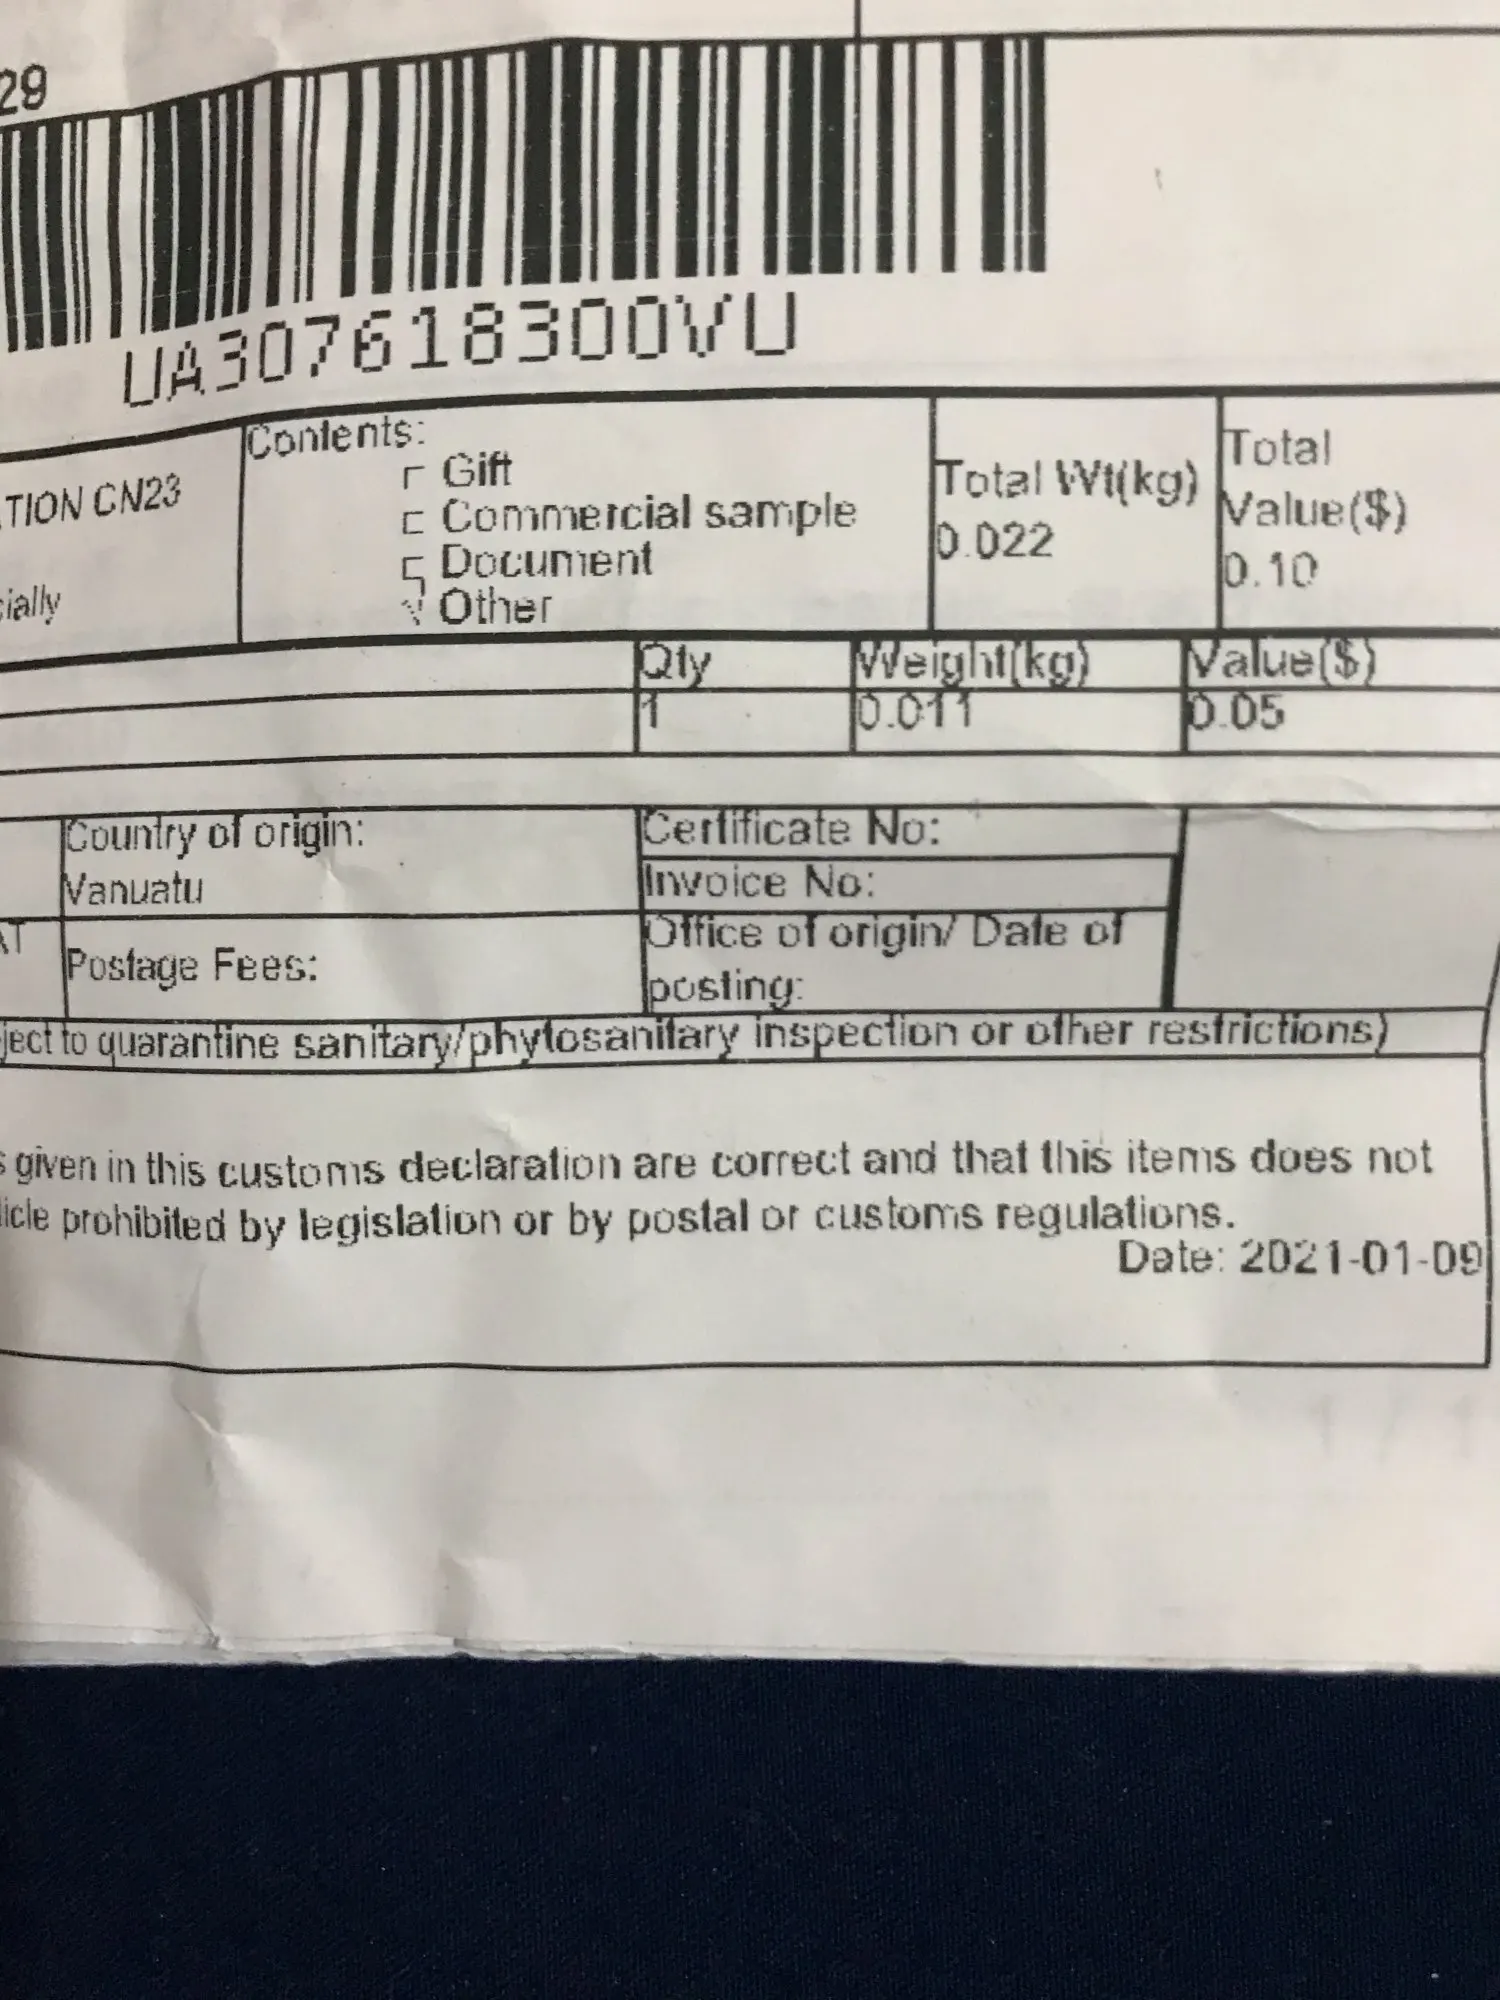 29
UA307618300VU
TION CN23
Contents:
Gift
Commercial sample
Document
Other
Total Wt(kg)
0.022
Total
Value($)
0.10
ially
Qty Weight(kg) Value($)
1 0.011 0.05
Country of origin:
Vanuatu
Certificate No:
Invoice No:
AT
Postage Fees:
Office of origin/ Date of
posting:
ject to quarantine sanitary/phytosanitary inspection or other restrictions)
s given in this customs declaration are correct and that this items does not
ticle prohibited by legislation or by postal or customs regulations.
Date: 2021-01-09